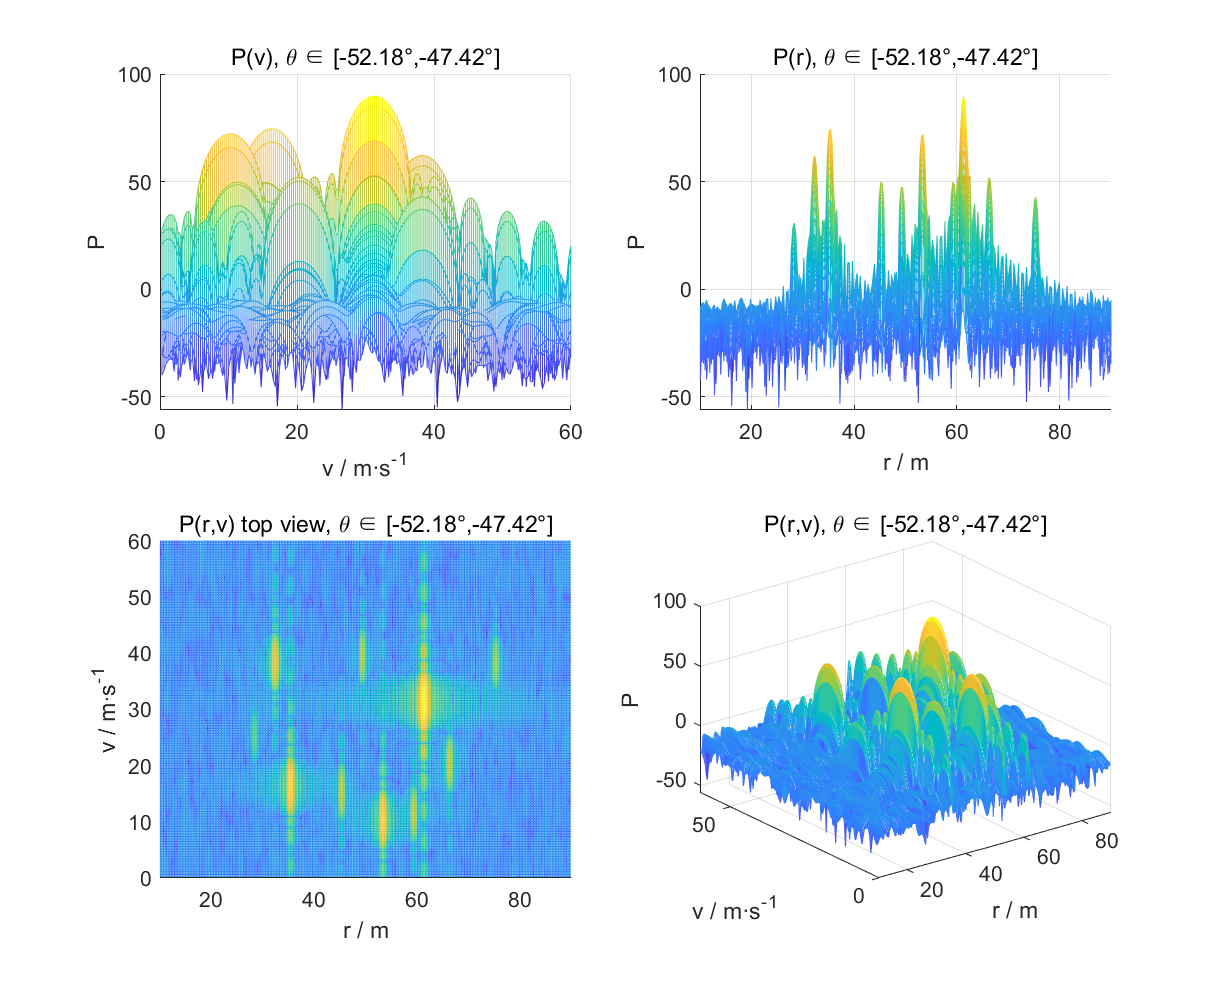 P(v), θ ∈ [-52.18°,-47.42°]
100
50
0
-50
P
0
20
40
60
v / m·s⁻¹
P(r), θ ∈ [-52.18°,-47.42°]
100
50
0
-50
P
20
40
60
80
r / m
P(r,v) top view, θ ∈ [-52.18°,-47.42°]
60
50
40
30
20
10
0
v / m·s⁻¹
20
40
60
80
r / m
P(r,v), θ ∈ [-52.18°,-47.42°]
100
50
0
-50
P
50
0
v / m·s⁻¹
20
40
60
80
r / m